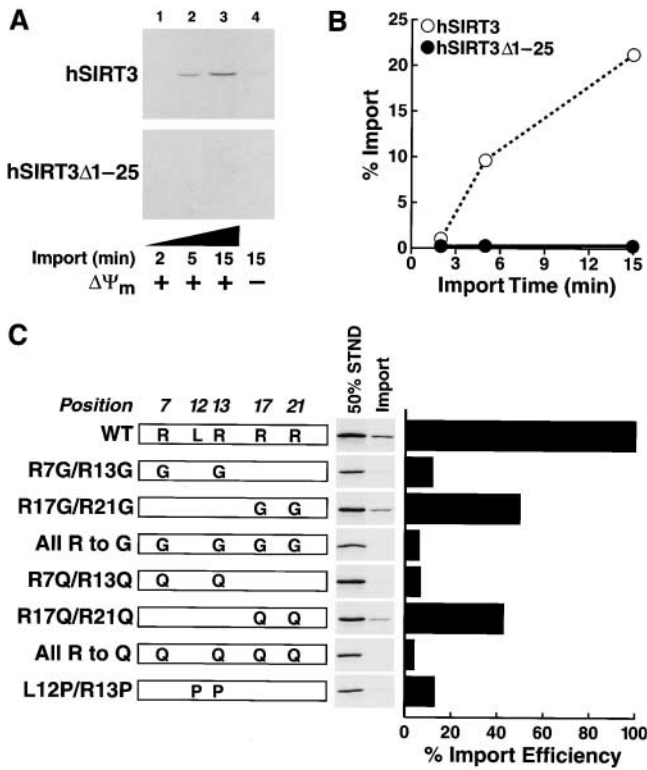 A
1 2 3 4
hSIRT3
hSIRT3Δ1–25
Import (min) 2 5 15 15
ΔΨm + + + −
B
25
20
15
10
5
0
% Import
hSIRT3
hSIRT3Δ1–25
3 6 9 12 15
Import Time (min)
C
50% STND
Import
Position 7 12 13 17 21
WT R L R R R
R7G/R13G G G
R17G/R21G G G
All R to G G G G G
R7Q/R13Q Q Q
R17Q/R21Q Q Q
All R to Q Q Q Q Q
L12P/R13P P P
0 20 40 60 80 100
% Import Efficiency